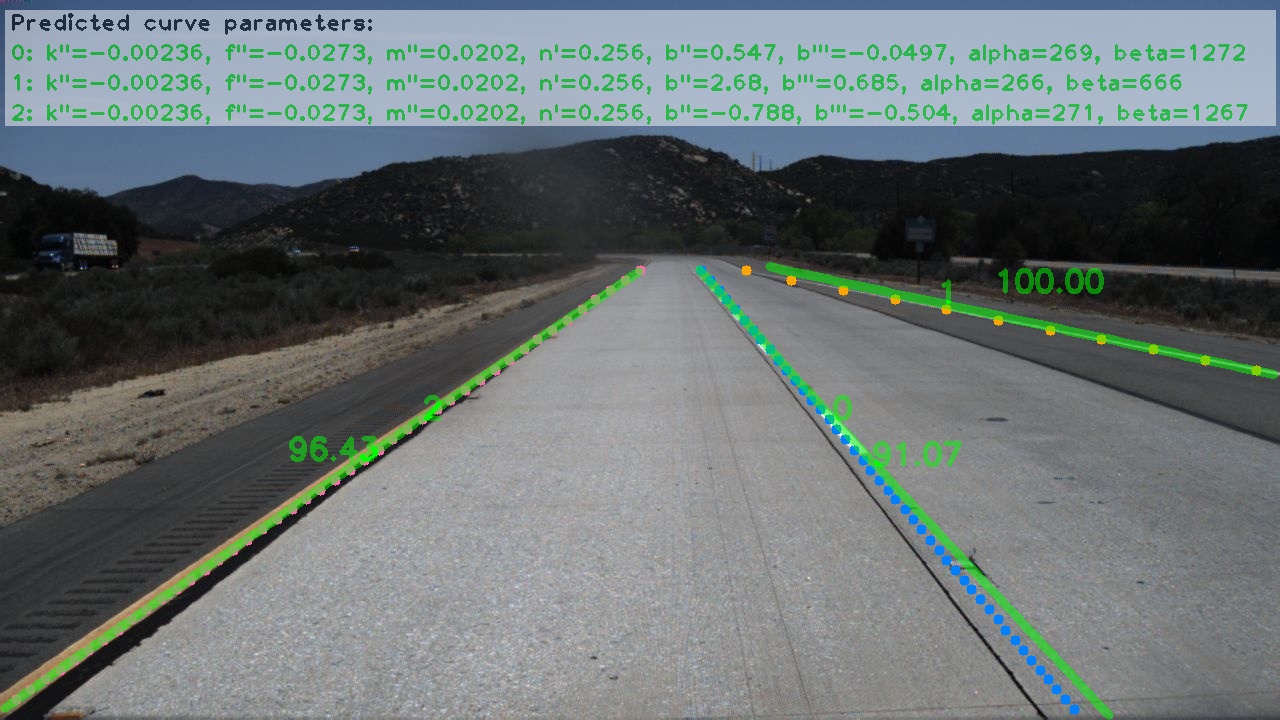 Predicted curve parameters:
0: k''=-0.00236, f''=-0.0273, m''=0.0202, n'=0.256, b''=0.547, b'''=-0.0497, alpha=269, beta=1272
1: k''=-0.00236, f''=-0.0273, m''=0.0202, n'=0.256, b''=2.68, b'''=0.685, alpha=266, beta=666
2: k''=-0.00236, f''=-0.0273, m''=0.0202, n'=0.256, b''=-0.788, b'''=-0.504, alpha=271, beta=1267
1 100.00
2 0
96.43 91.07